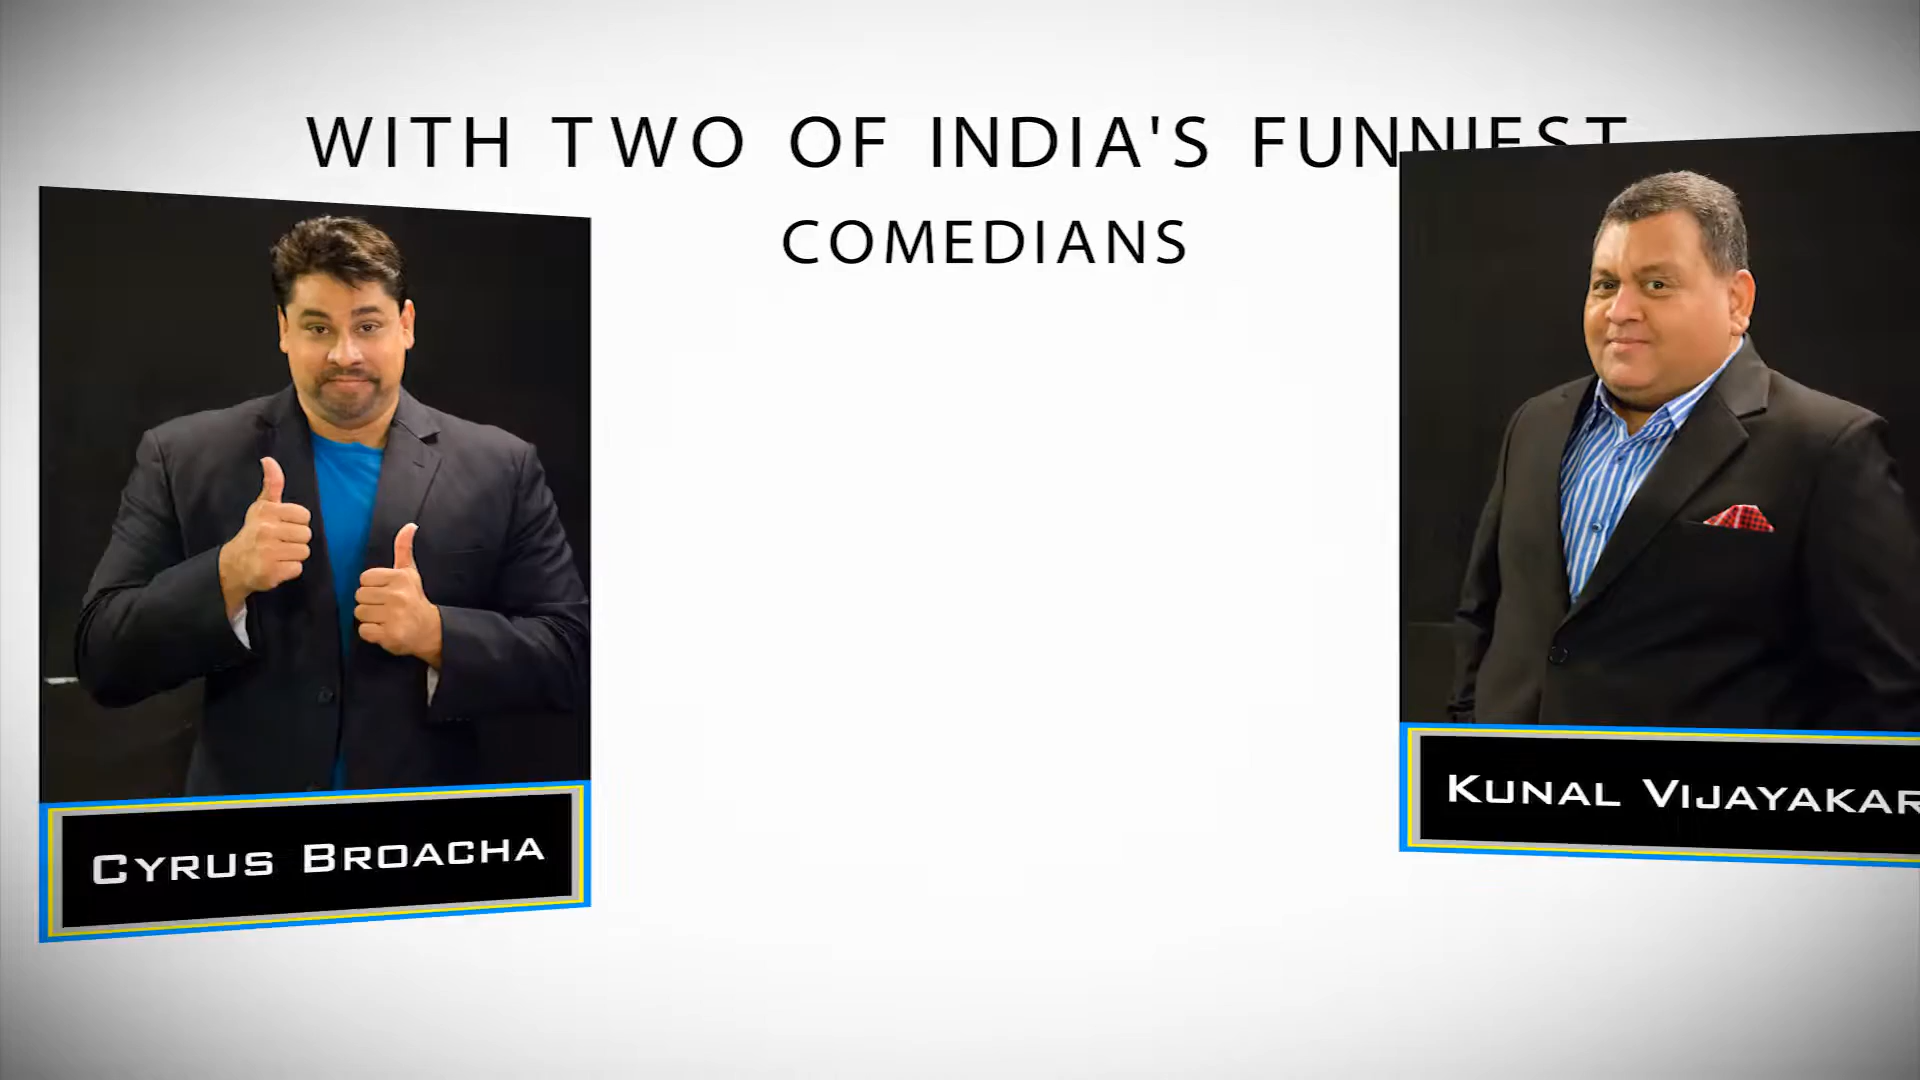 WITH TWO OF INDIA'S FUNNIEST
COMEDIANS
CYRUS BROACHA
KUNAL VIJAYAKAR